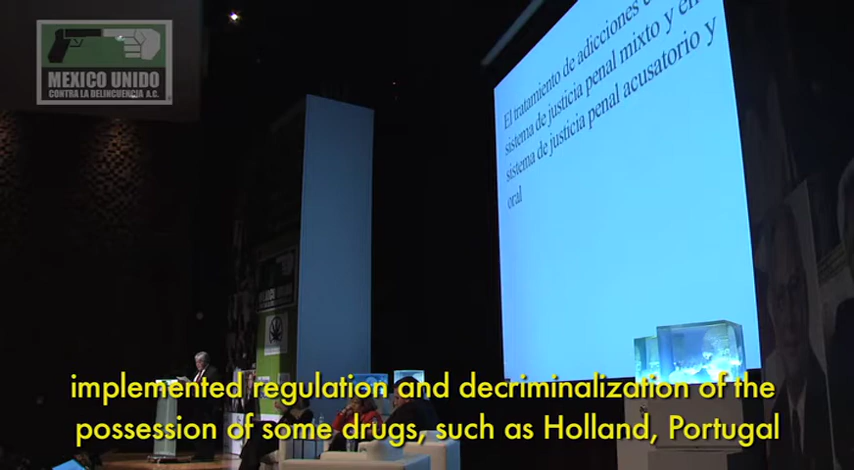 MEXICO UNIDO
CONTRA LA DELINCUENCIA A.C.
El tratamiento de adicciones
sistema de justicia penal mixto y en
sistema de justicia penal acusatorio y
oral
implemented regulation and decriminalization of the
possession of some drugs, such as Holland, Portugal